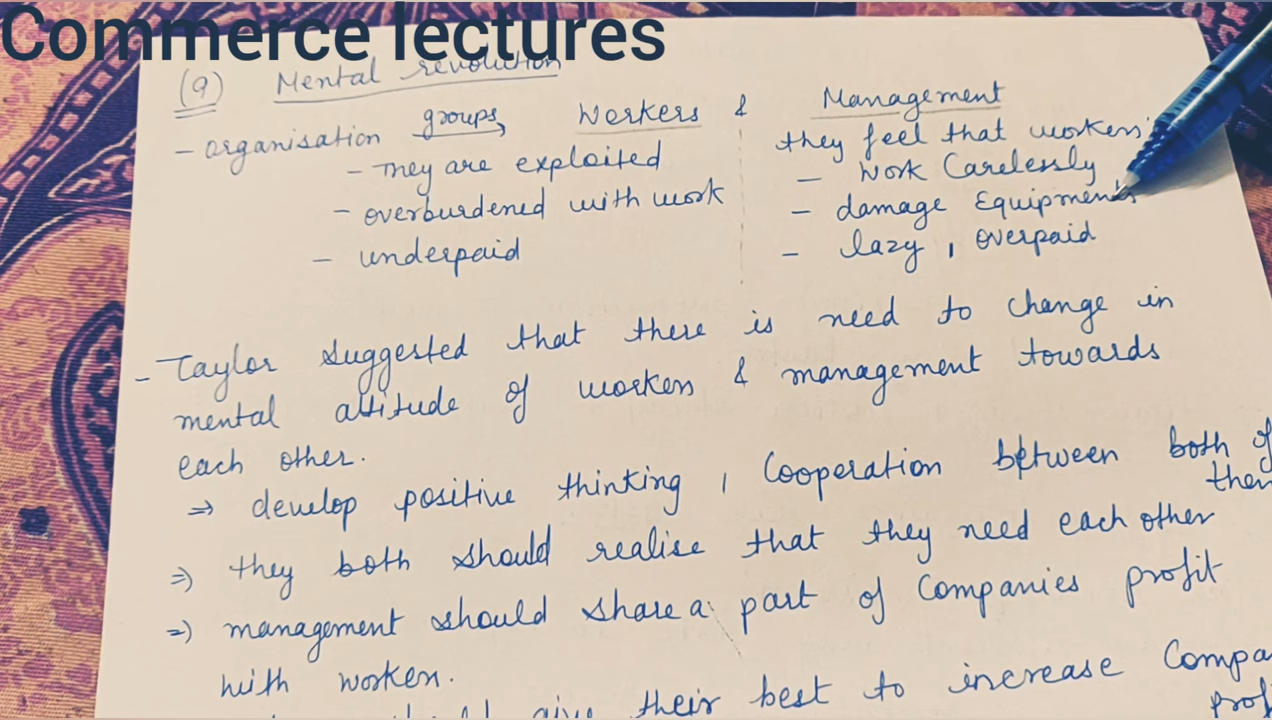 Commerce lectures
(9) Mental revolution
- organisation groups Workers & Management
- They are exploited
- overburdened with work
- underpaid
they feel that workers'
- Work Carelessly
- damage Equipments
- lazy, overpaid
- Taylor suggested that there is need to change in
mental attitude of workers & management towards
each other.
⇒ develop positive thinking, Cooperation between both of
them
⇒ they both should realise that they need each other
⇒ management should share a part of Companies profit
with workers.
give their best to increase